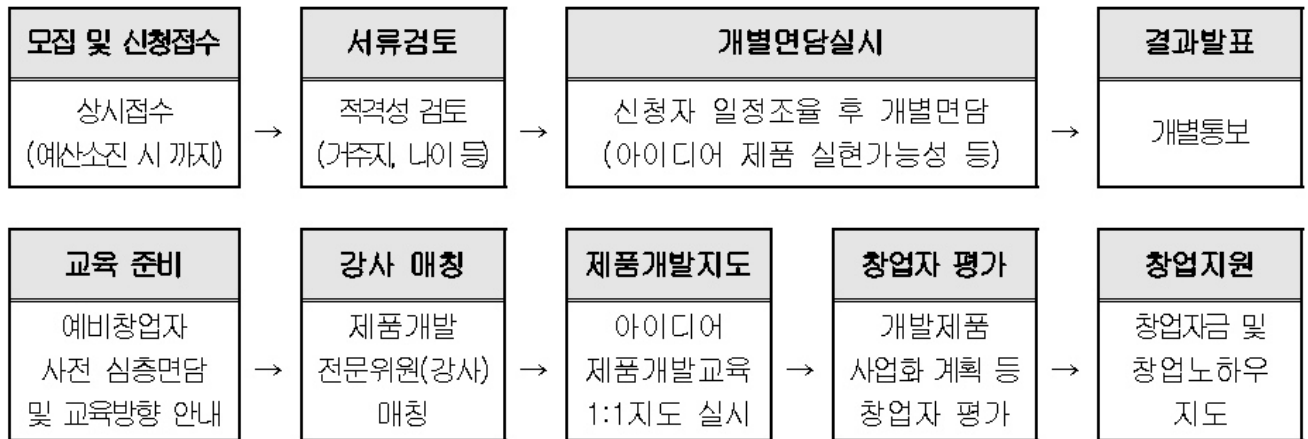 모집 및 신청접수
상시접수
(예산소진 시 까지)
→
서류검토
적격성 검토
(거주지, 나이 등)
→
개별면담실시
신청자 일정조율 후 개별면담
(아이디어 제품 실현가능성 등)
→
결과발표
개별통보
교육 준비
예비창업자
사전 심층면담
및 교육방향 안내
→
강사 매칭
제품개발
전문위원(강사)
매칭
→
제품개발지도
아이디어
제품개발교육
1:1지도 실시
→
창업자 평가
개발제품
사업화 계획 등
창업자 평가
→
창업지원
창업자금 및
창업노하우
지도